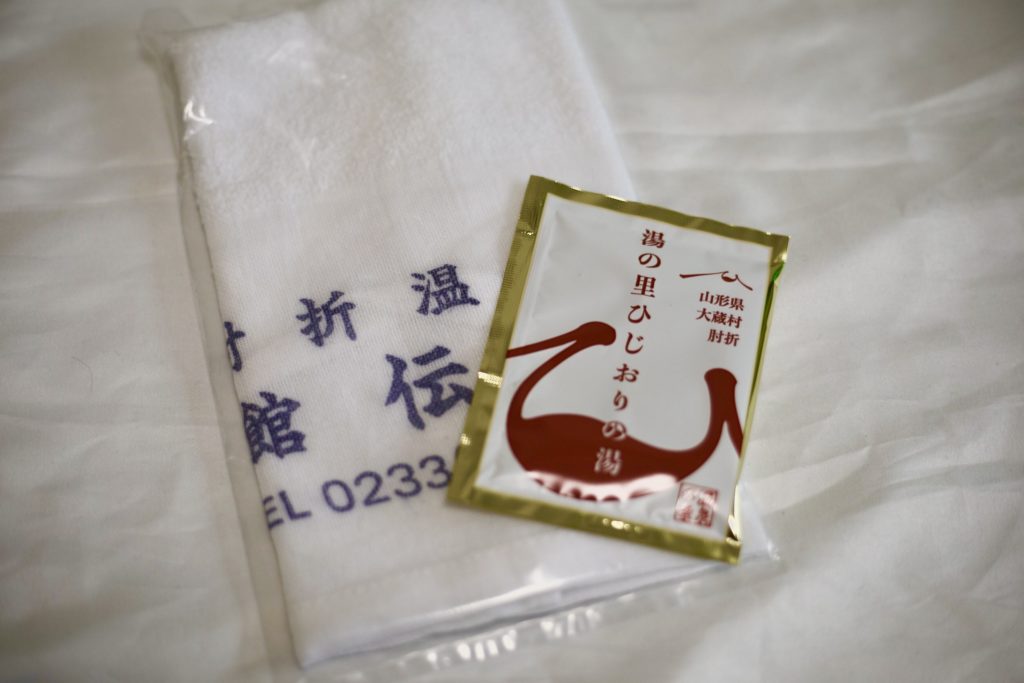 折 温
館 伝
EL 0233
湯の里ひじおりの湯
山形県
大蔵村
肘折